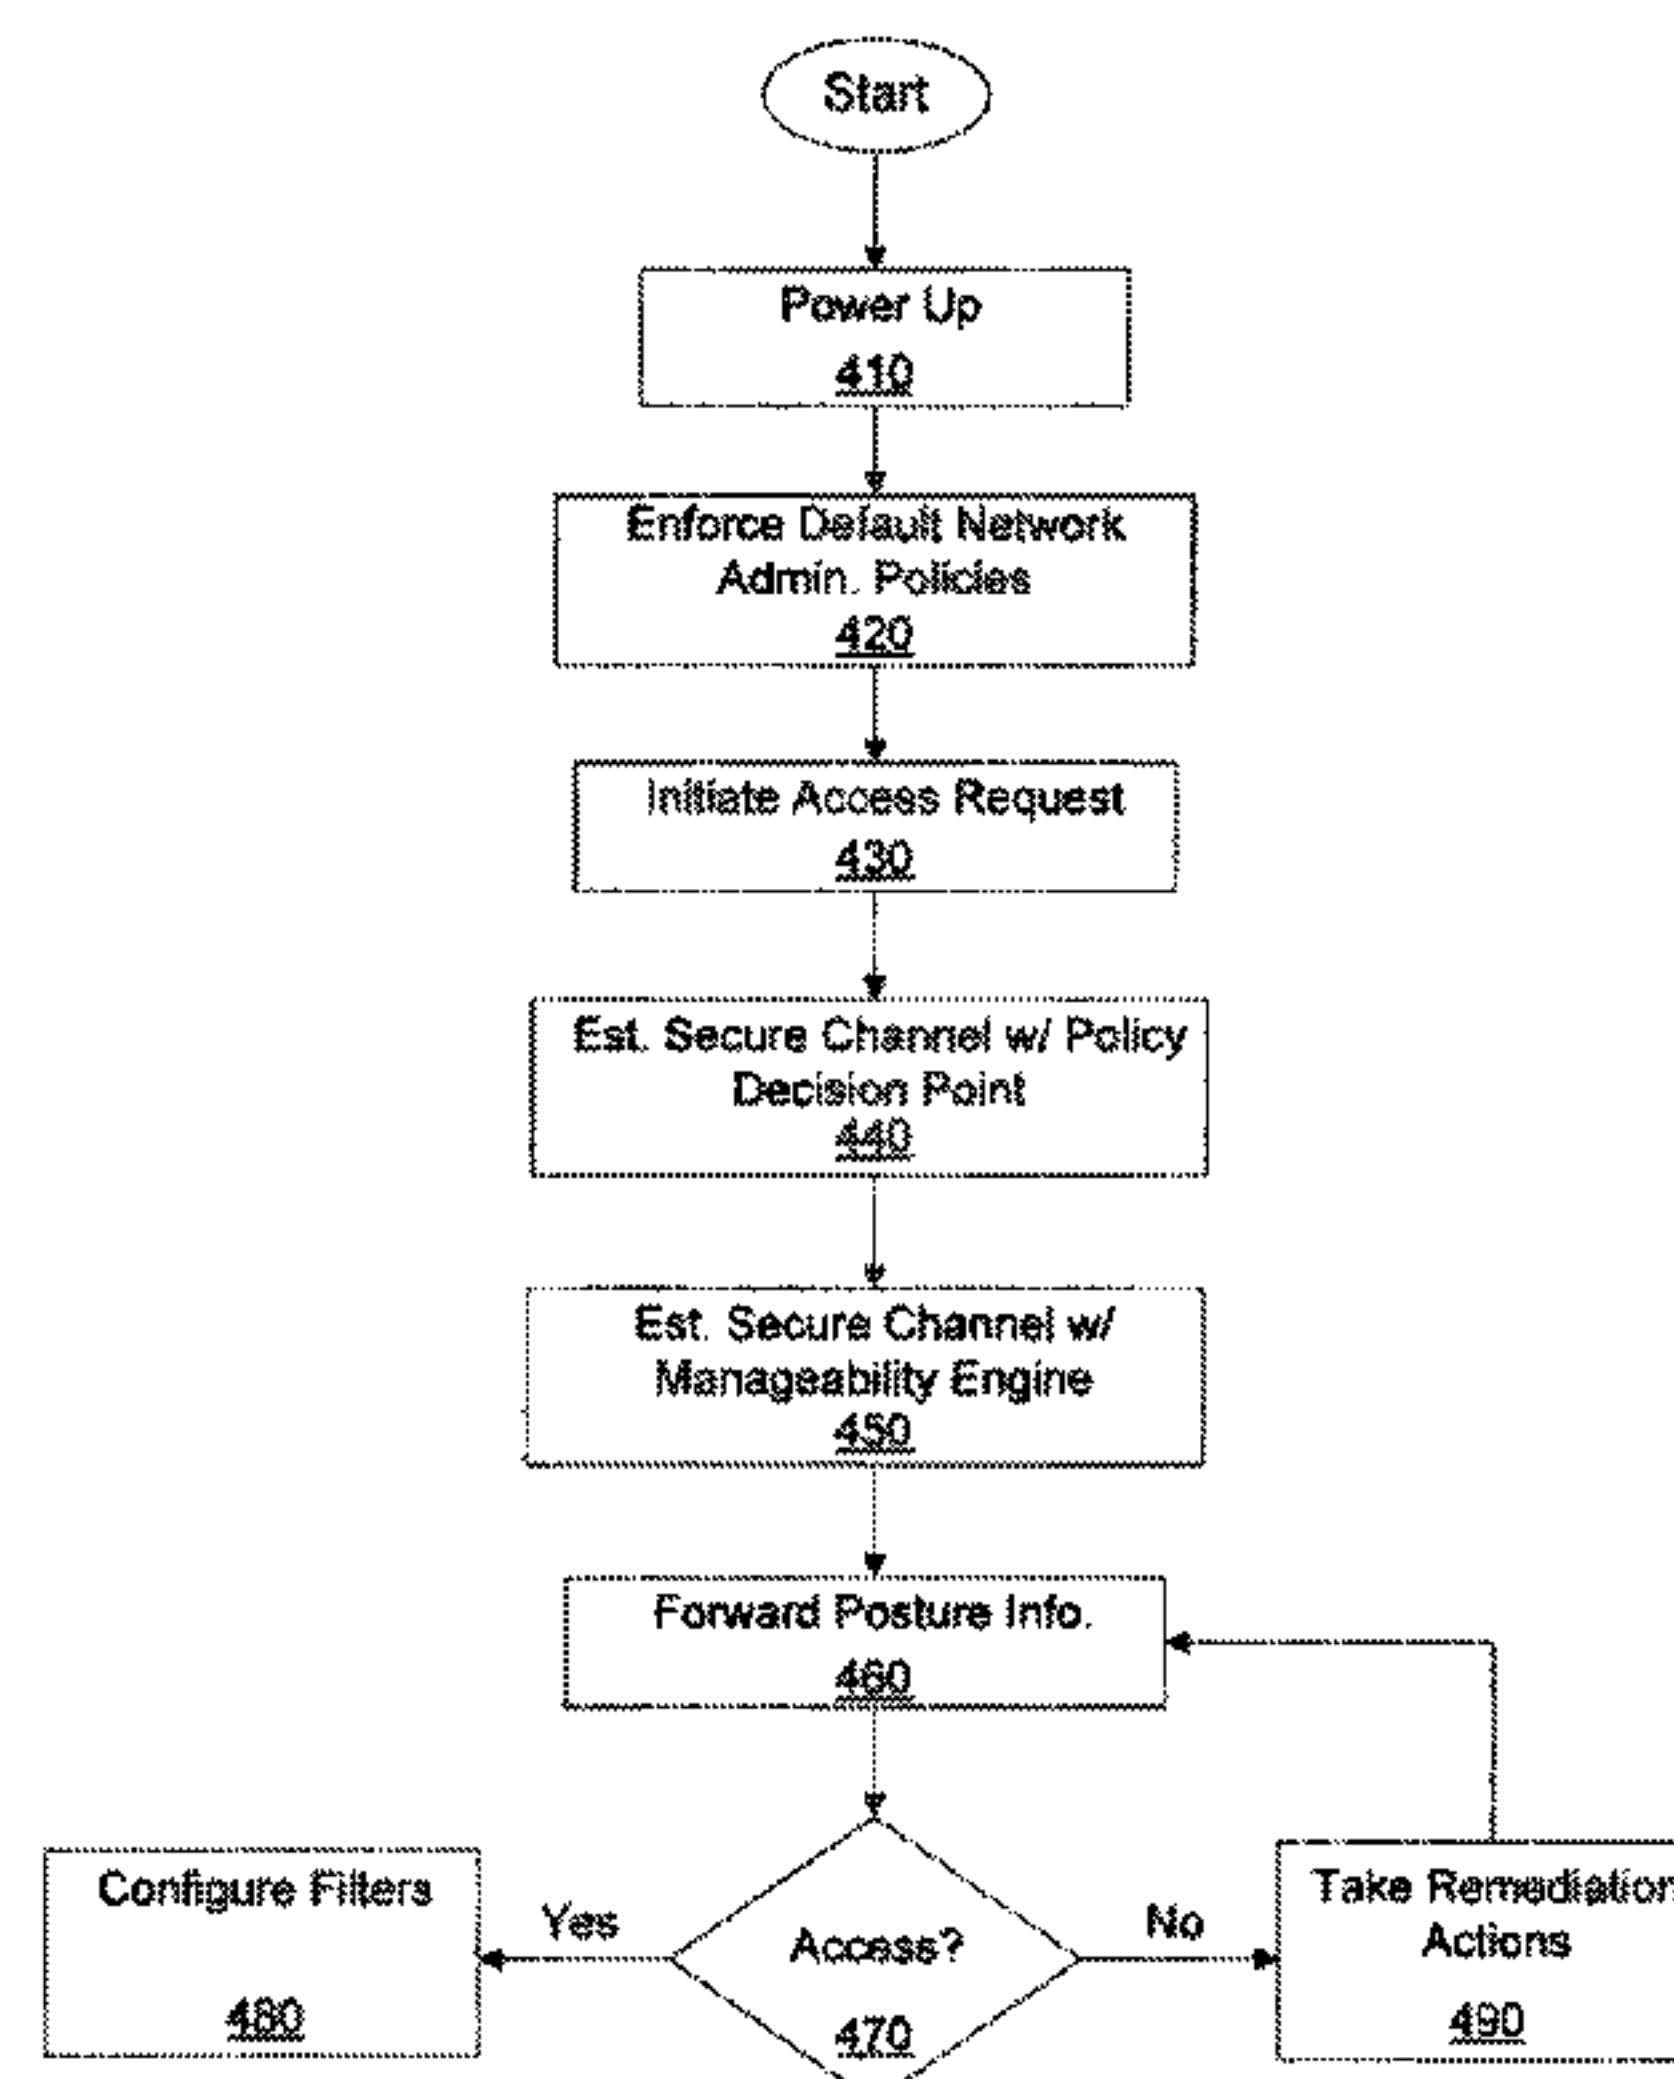 Start
Power Up
410
Enforce Default Network
Admin. Policies
420
Initiate Access Request
430
Est. Secure Channel w/ Policy
Decision Point
440
Est. Secure Channel w/
Manageability Engine
450
Forward Posture Info.
460
Configure Filters
480
Yes
Access?
470
No
Take Remediation
Actions
490